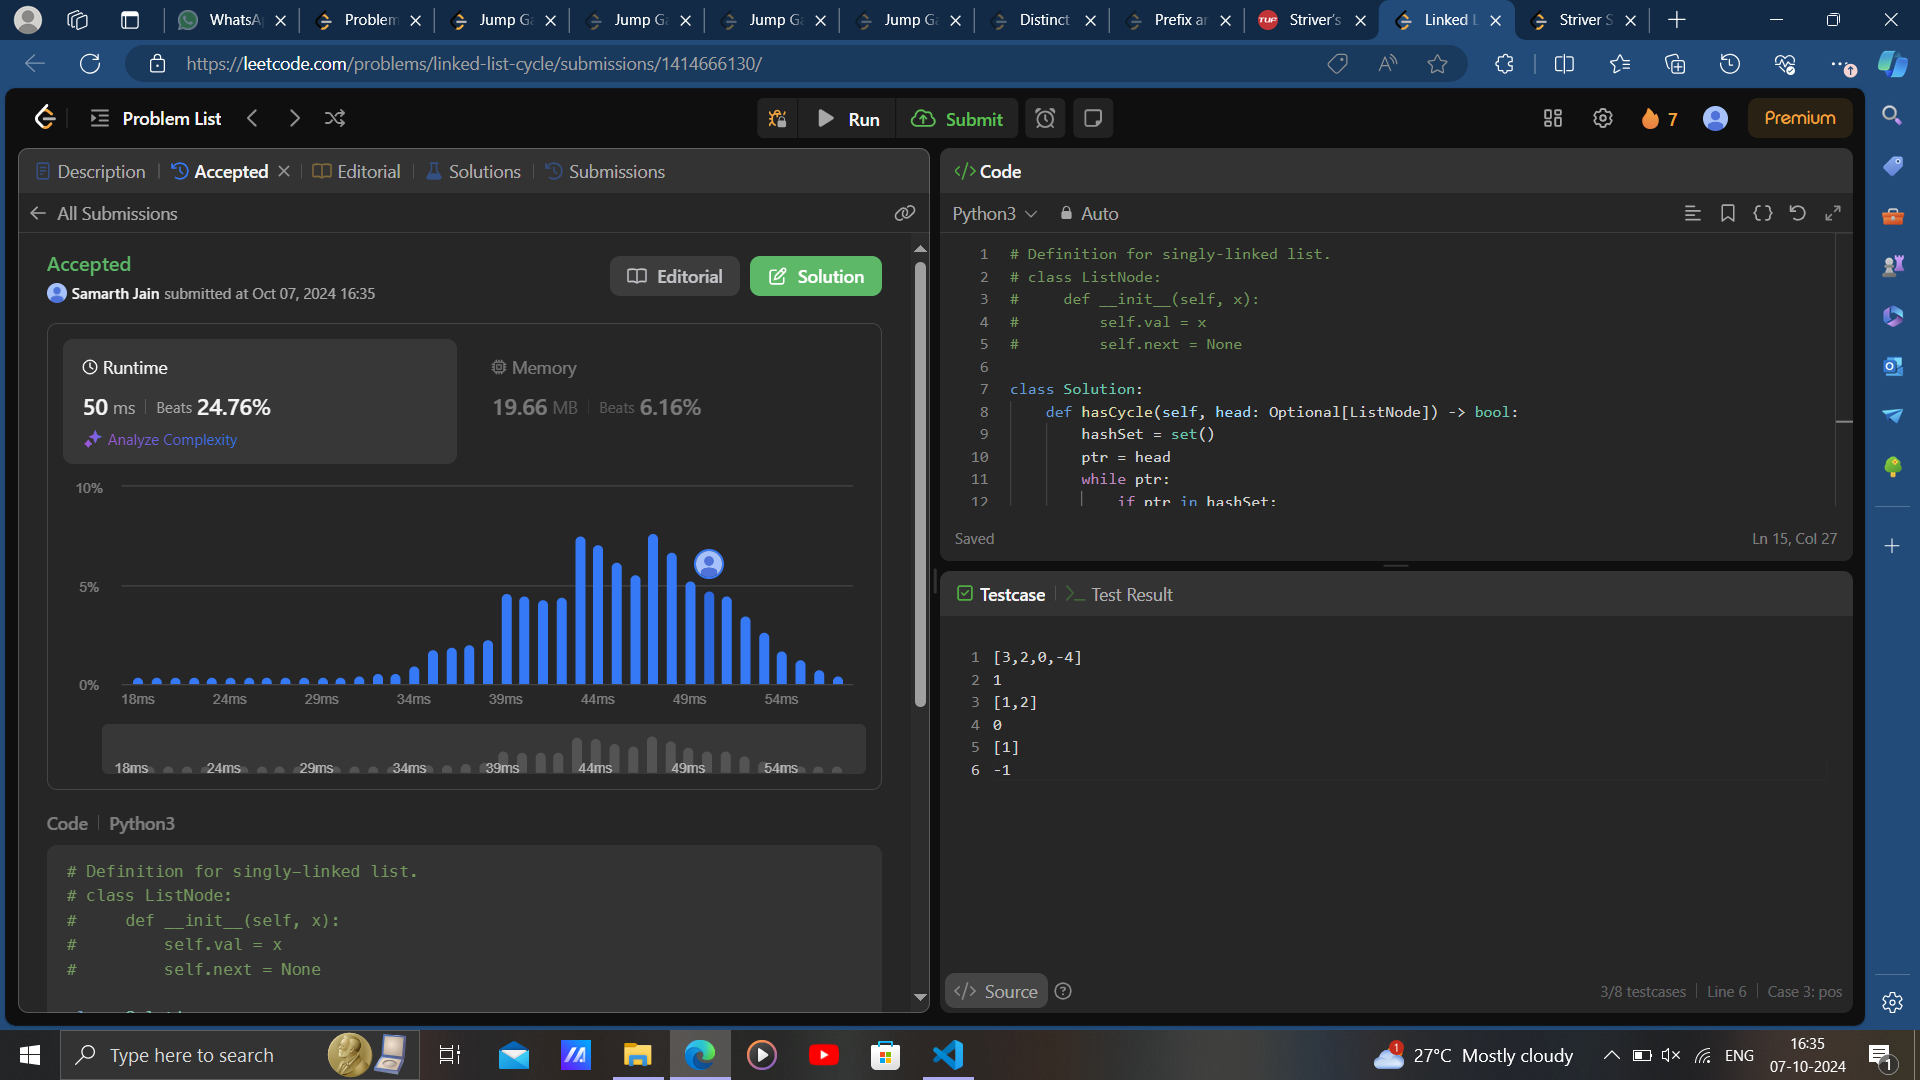 WhatsA
Problem
Jump Ga
Jump Ga
Jump Ga
Jump Ga
Distinct
Prefix ar
Striver's
Linked L
Striver S
https://leetcode.com/problems/linked-list-cycle/submissions/1414666130/
Problem List
Run
Submit
7
Premium
Description
Accepted
Editorial
Solutions
Submissions
All Submissions
Accepted
Samarth Jain submitted at Oct 07, 2024 16:35
Editorial
Solution
Runtime
50 ms Beats 24.76%
Analyze Complexity
Memory
19.66 MB Beats 6.16%
10%
5%
0%
18ms 24ms 29ms 34ms 39ms 44ms 49ms 54ms
18ms 24ms 29ms 34ms 39ms 44ms 49ms 54ms
Code Python3
# Definition for singly-linked list.
# class ListNode:
#     def __init__(self, x):
#         self.val = x
#         self.next = None
</> Code
Python3 Auto
1 # Definition for singly-linked list.
2 # class ListNode:
3 #     def __init__(self, x):
4 #         self.val = x
5 #         self.next = None
6
7 class Solution:
8     def hasCycle(self, head: Optional[ListNode]) -> bool:
9         hashSet = set()
10         ptr = head
11         while ptr:
12             if ptr in hashSet:
Saved
Ln 15, Col 27
Testcase
>_ Test Result
1 [3,2,0,-4]
2 1
3 [1,2]
4 0
5 [1]
6 -1
</> Source
3/8 testcases Line 6 Case 3: pos
Type here to search
1
27°C Mostly cloudy
ENG
16:35
07-10-2024
1